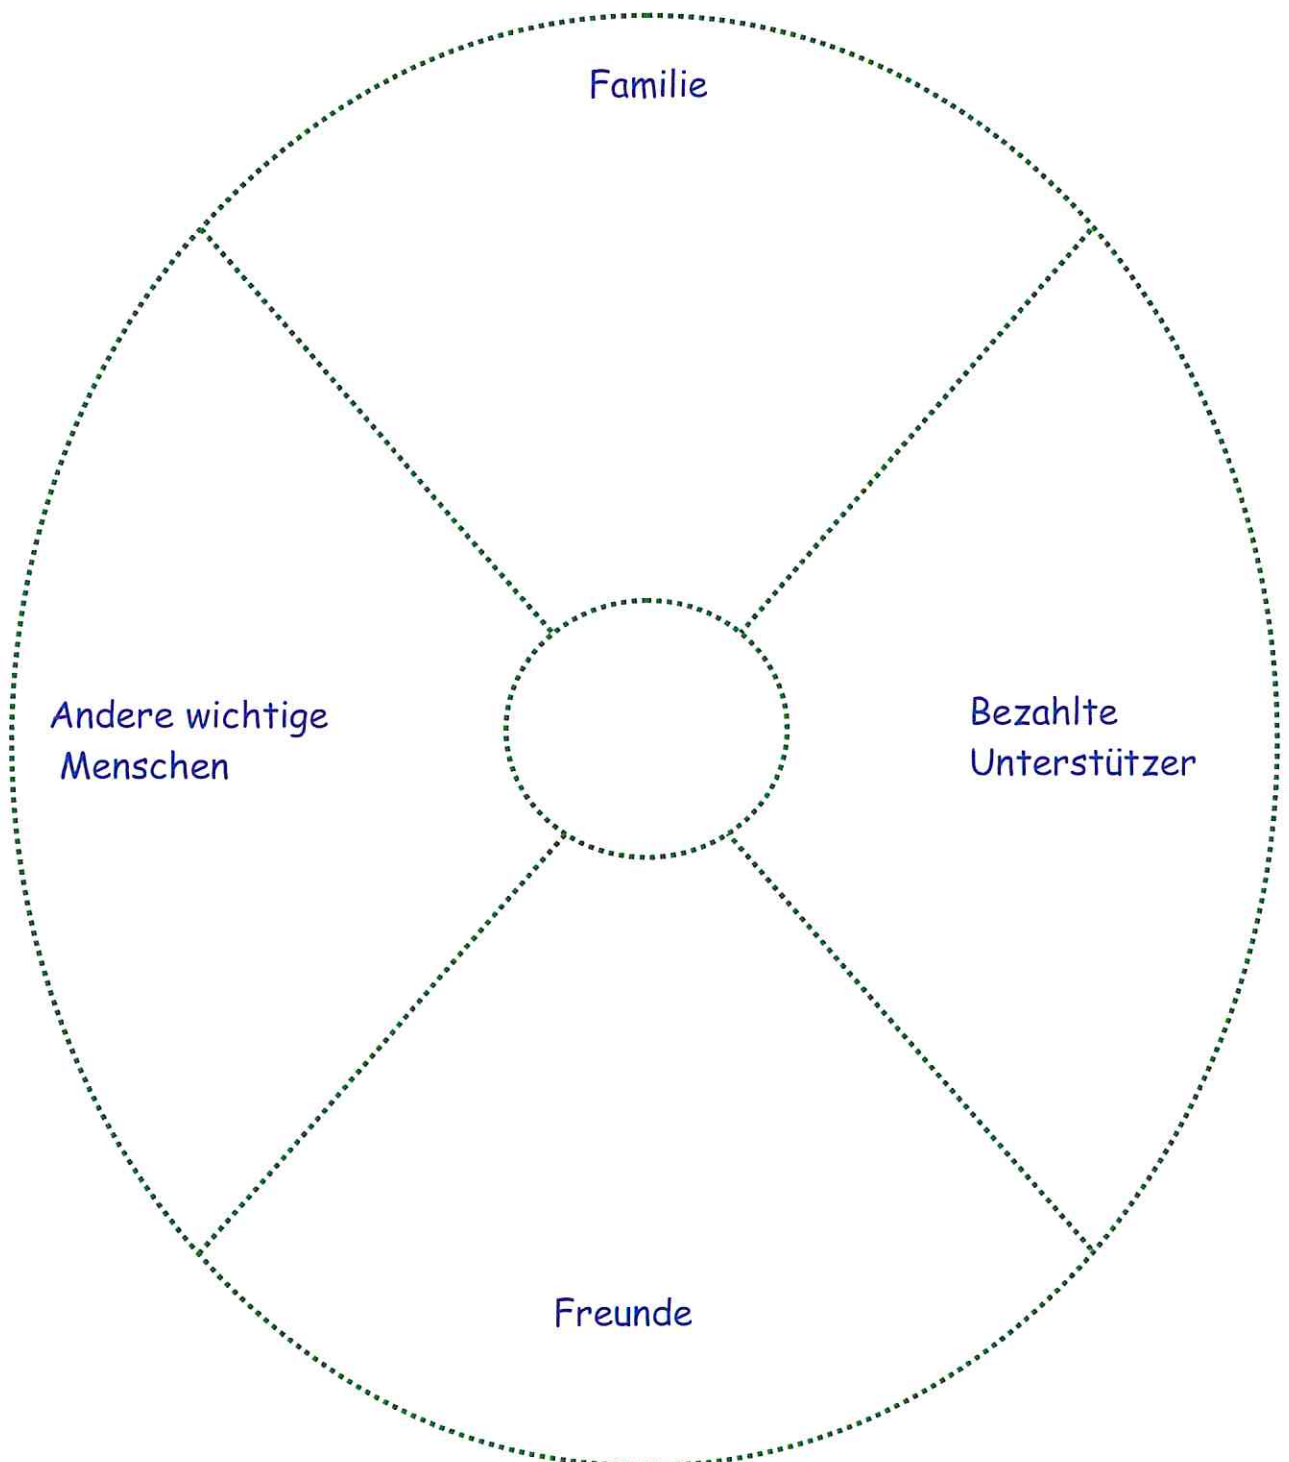 Familie
Andere wichtige
Menschen
Bezahlte
Unterstützer
Freunde